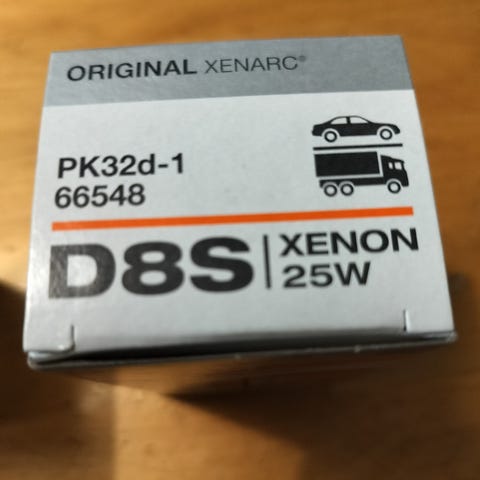 ORIGINAL XENARC®
PK32d-1
66548
D8S | XENON
25W